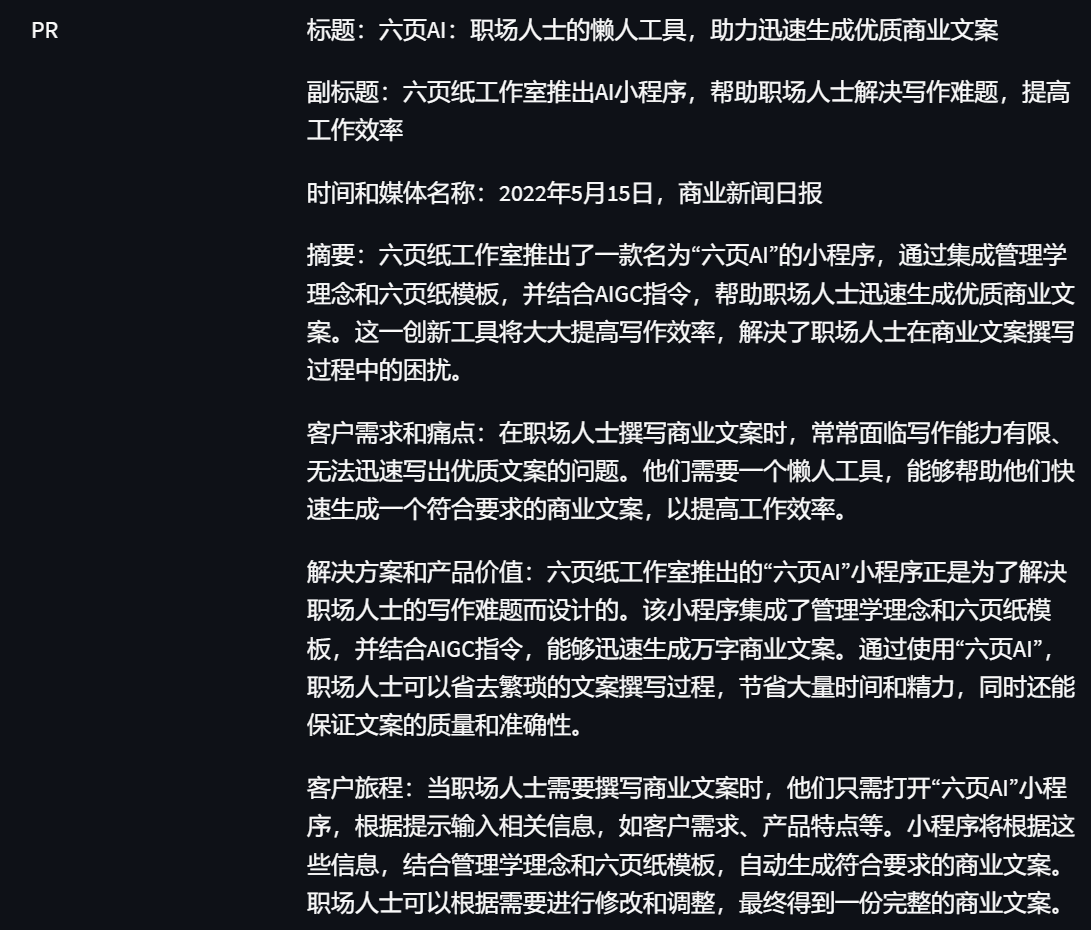 PR
标题：六页AI：职场人士的懒人工具，助力迅速生成优质商业文案
副标题：六页纸工作室推出AI小程序，帮助职场人士解决写作难题，提高
工作效率
时间和媒体名称：2022年5月15日，商业新闻日报
摘要：六页纸工作室推出了一款名为“六页AI”的小程序，通过集成管理学
理念和六页纸模板，并结合AIGC指令，帮助职场人士迅速生成优质商业文
案。这一创新工具将大大提高写作效率，解决了职场人士在商业文案撰写
过程中的困扰。
客户需求和痛点：在职场人士撰写商业文案时，常常面临写作能力有限、
无法迅速写出优质文案的问题。他们需要一个懒人工具，能够帮助他们快
速生成一个符合要求的商业文案，以提高工作效率。
解决方案和产品价值：六页纸工作室推出的“六页AI”小程序正是为了解决
职场人士的写作难题而设计的。该小程序集成了管理学理念和六页纸模
板，并结合AIGC指令，能够迅速生成万字商业文案。通过使用“六页AI”，
职场人士可以省去繁琐的文案撰写过程，节省大量时间和精力，同时还能
保证文案的质量和准确性。
客户旅程：当职场人士需要撰写商业文案时，他们只需打开“六页AI”小程
序，根据提示输入相关信息，如客户需求、产品特点等。小程序将根据这
些信息，结合管理学理念和六页纸模板，自动生成符合要求的商业文案。
职场人士可以根据需要进行修改和调整，最终得到一份完整的商业文案。